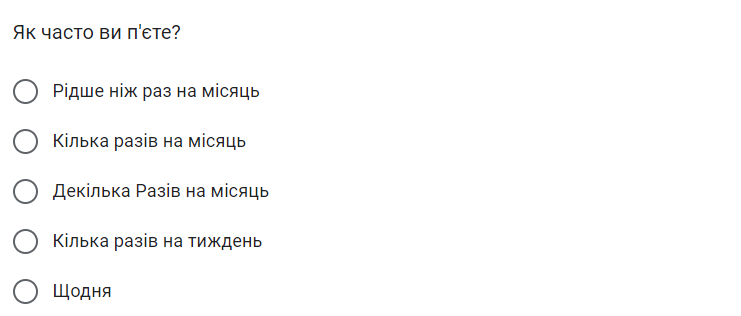 Як часто ви п'єте?
Рідше ніж раз на місяць
Кілька разів на місяць
Декілька Разів на місяць
Кілька разів на тиждень
Щодня